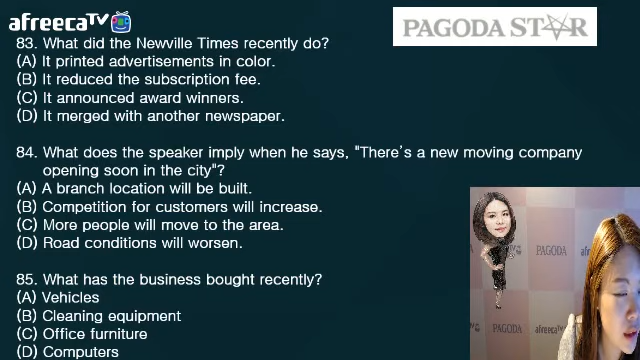 afreecaTV
PAGODA STAR
83. What did the Newville Times recently do?
(A) It printed advertisements in color.
(B) It reduced the subscription fee.
(C) It announced award winners.
(D) It merged with another newspaper.
84. What does the speaker imply when he says, "There's a new moving company
opening soon in the city"?
(A) A branch location will be built.
(B) Competition for customers will increase.
(C) More people will move to the area.
(D) Road conditions will worsen.
85. What has the business bought recently?
(A) Vehicles
(B) Cleaning equipment
(C) Office furniture
(D) Computers
PAGODA
PAGODA
afreeca